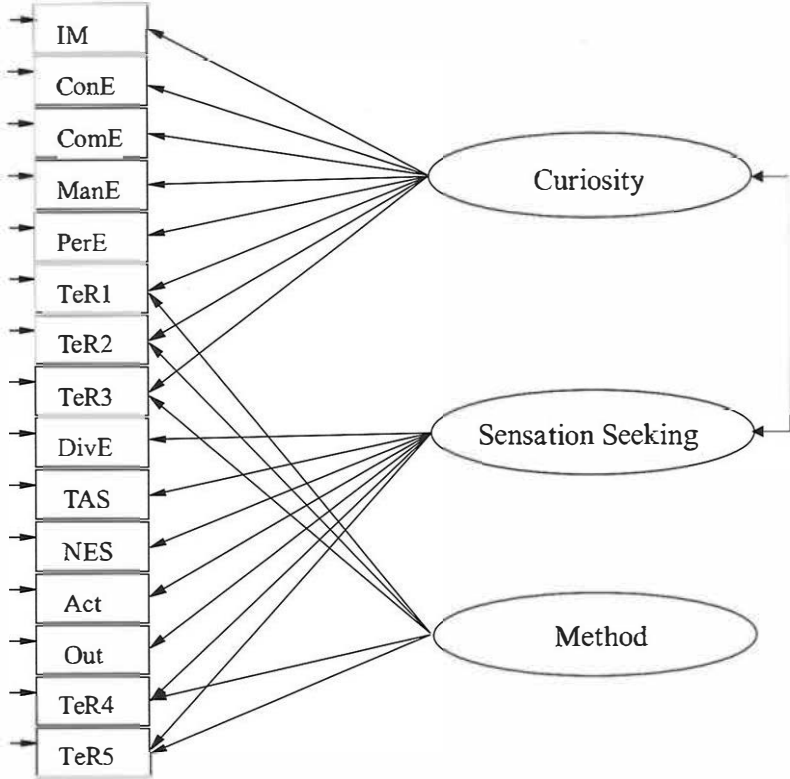 IM
ConE
ComE
ManE
PerE
TeR1
TeR2
TeR3
DivE
TAS
NES
Act
Out
TeR4
TeR5
Curiosity
Sensation Seeking
Method